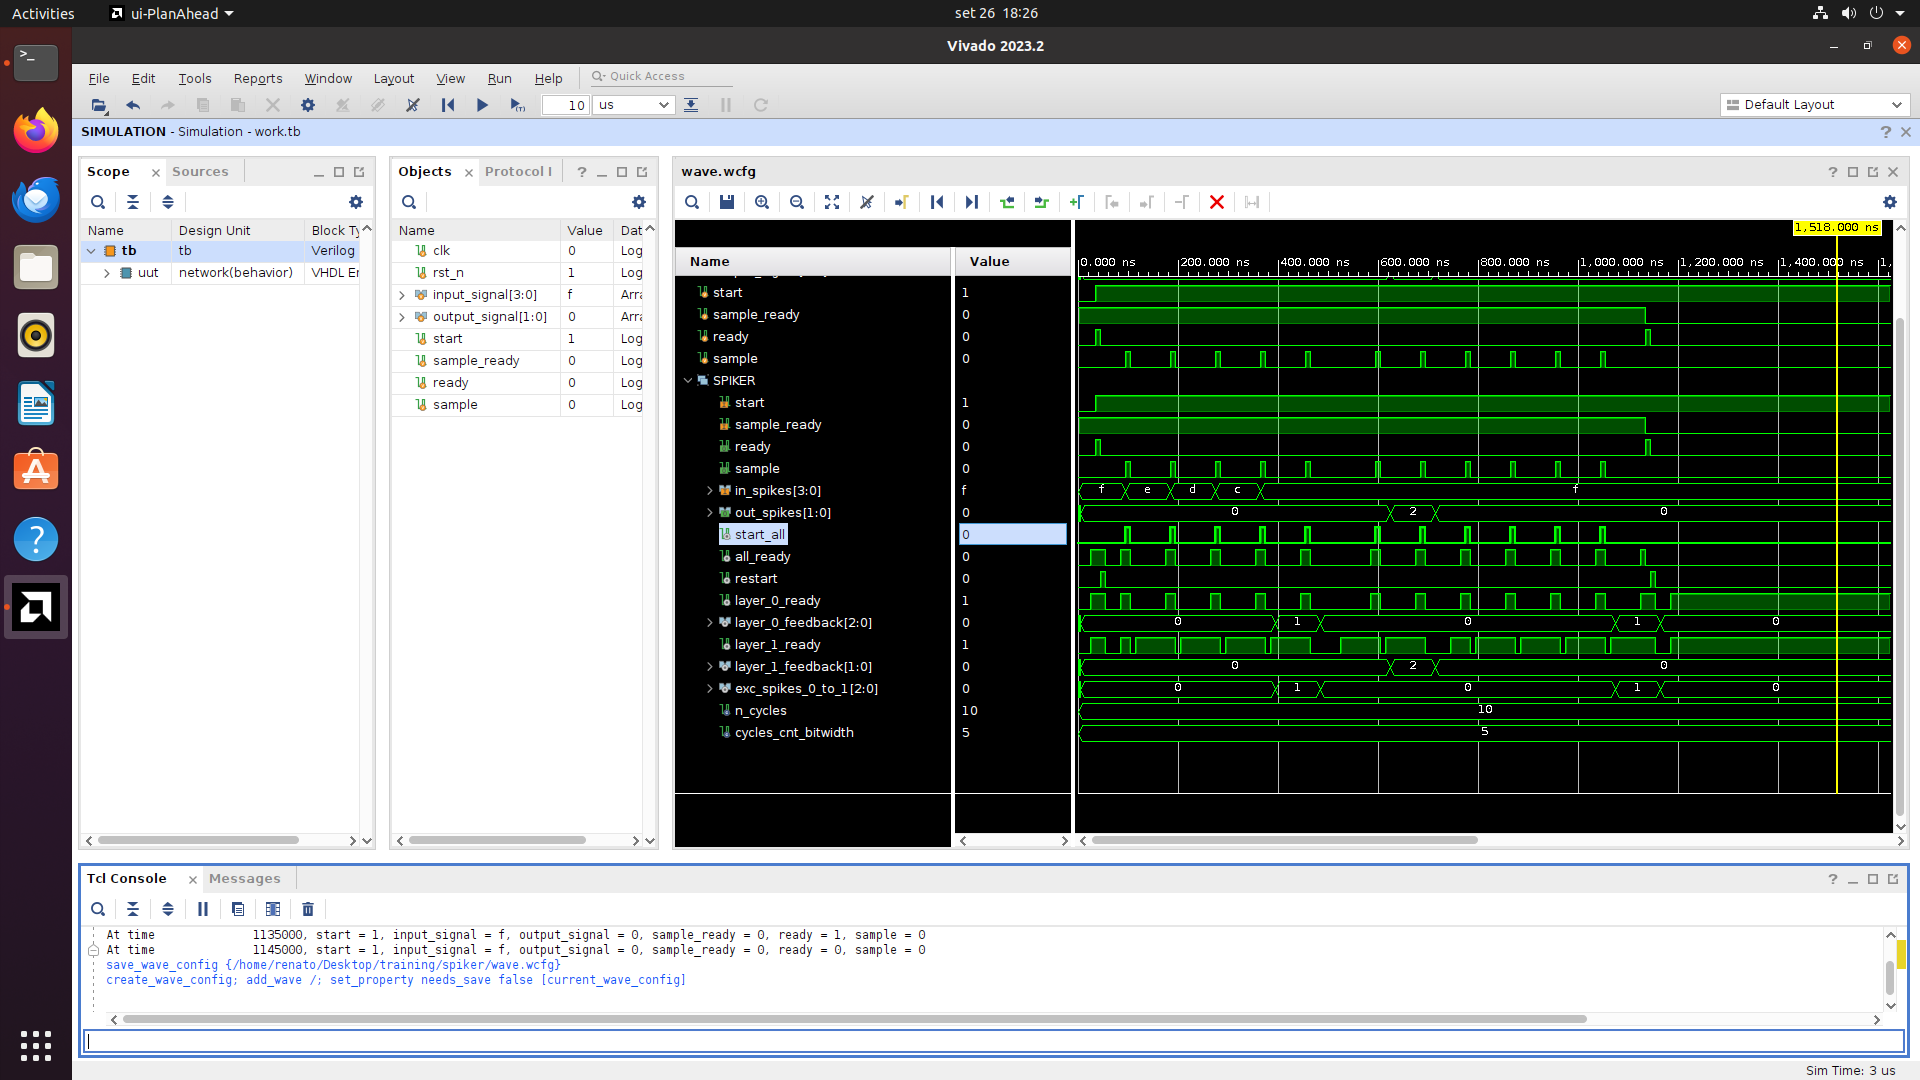 Activities
ui-PlanAhead
set 26 18:26
Vivado 2023.2
File Edit Tools Reports Window Layout View Run Help Quick Access
10 us
Default Layout
SIMULATION - Simulation - work.tb
Scope Sources
Name Design Unit Block Ty
tb tb Verilog
uut network(behavior) VHDL En
Objects Protocol I
Name Value Dat
clk 0 Log
rst_n 1 Log
input_signal[3:0] f Arra
output_signal[1:0] 0 Arra
start 1 Log
sample_ready 0 Log
ready 0 Log
sample 0 Log
wave.wcfg
1,518.000 ns
Name Value
0.000 ns 200.000 ns 400.000 ns 600.000 ns 800.000 ns 1,000.000 ns 1,200.000 ns 1,400.000 ns 1,
start 1
sample_ready 0
ready 0
sample 0
SPIKER
start 1
sample_ready 0
ready 0
sample 0
in_spikes[3:0] f f e d c f
out_spikes[1:0] 0 0 2 0
start_all 0
all_ready 0
restart 0
layer_0_ready 1
layer_0_feedback[2:0] 0 0 1 0 1 0
layer_1_ready 1
layer_1_feedback[1:0] 0 0 2 0
exc_spikes_0_to_1[2:0] 0 0 1 0 1 0
n_cycles 10 10
cycles_cnt_bitwidth 5 5
Tcl Console Messages
At time 1135000, start = 1, input_signal = f, output_signal = 0, sample_ready = 0, ready = 1, sample = 0
At time 1145000, start = 1, input_signal = f, output_signal = 0, sample_ready = 0, ready = 0, sample = 0
save_wave_config {/home/renato/Desktop/training/spiker/wave.wcfg}
create_wave_config; add_wave /; set_property needs_save false [current_wave_config]
Sim Time: 3 us